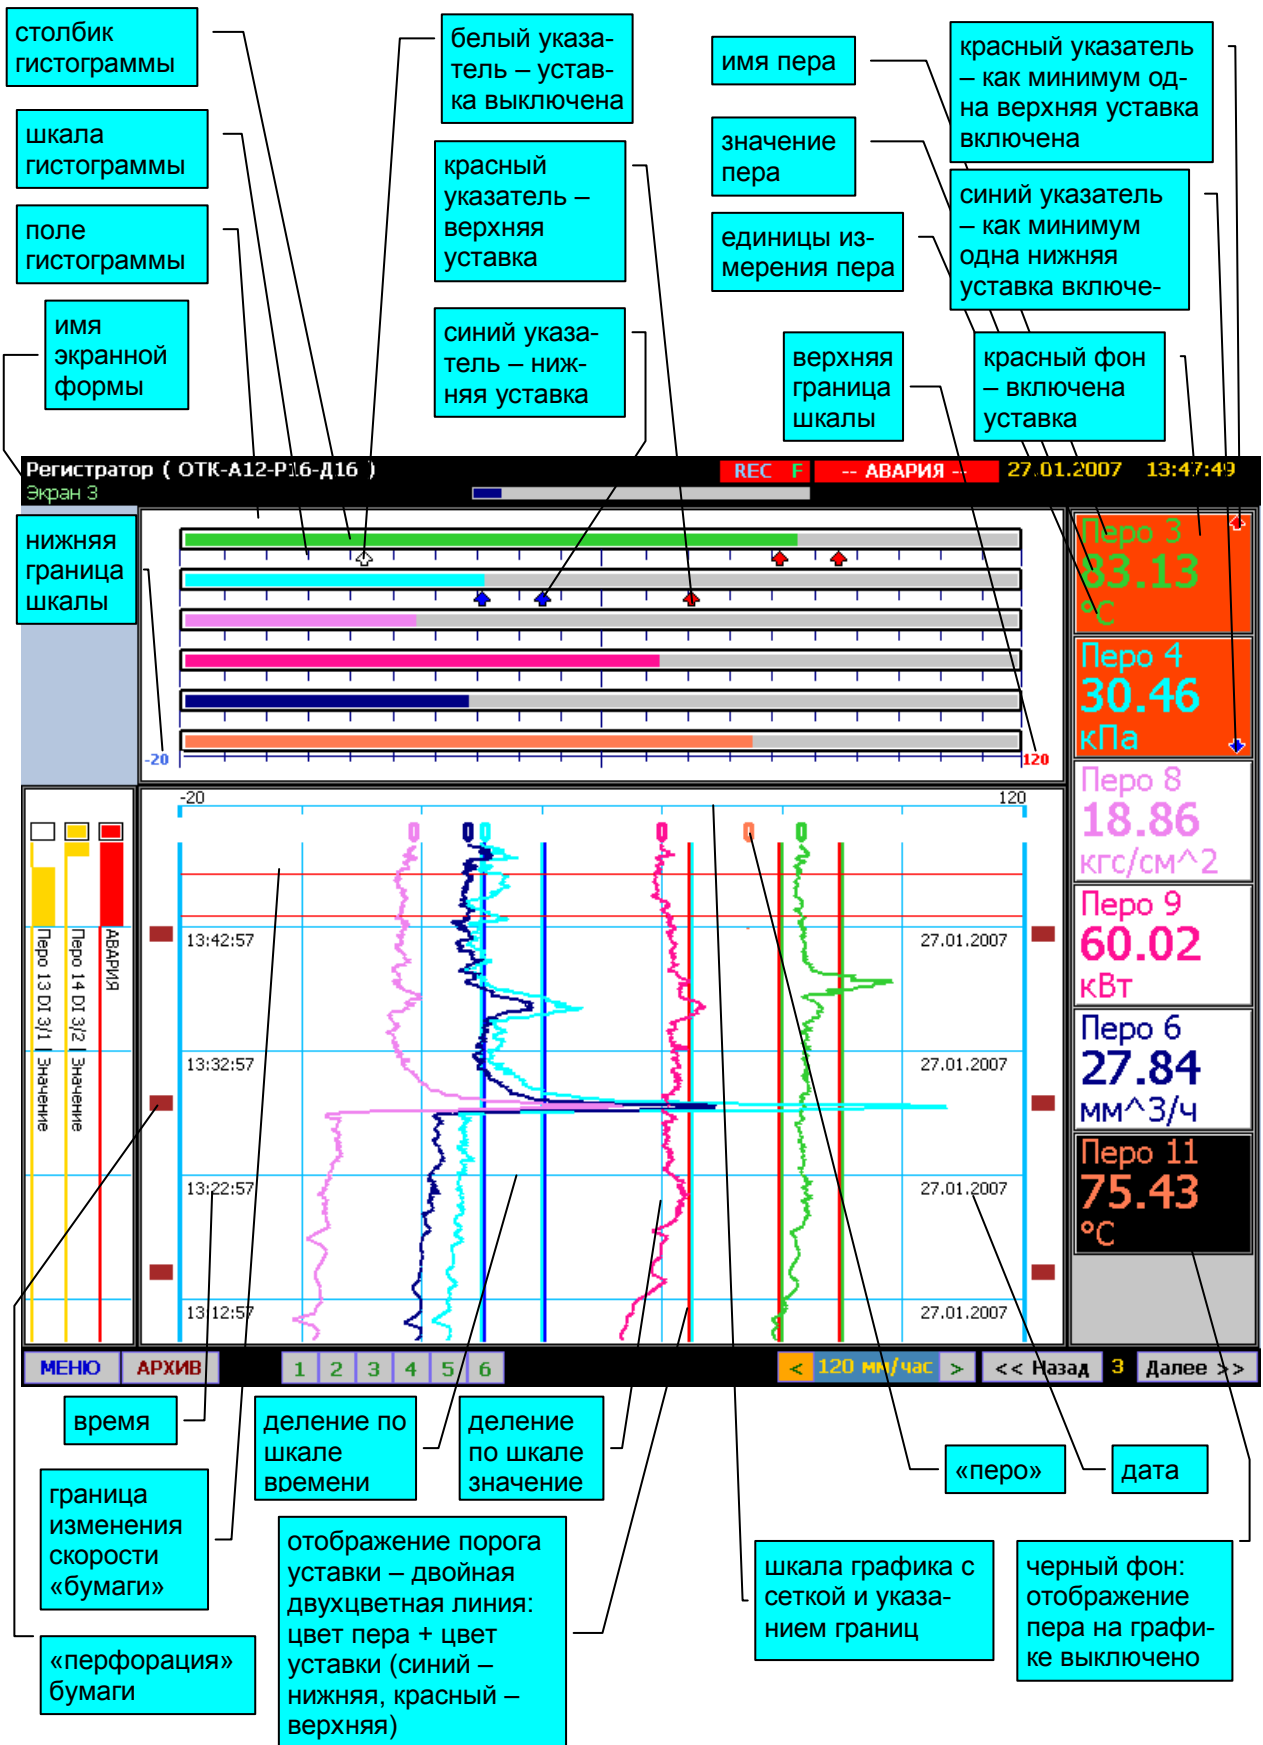 столбик
гистограммы
белый указа-
тель – устав-
ка выключена
имя пера
красный указатель
– как минимум од-
на верхняя уставка
включена
шкала
гистограммы
красный
указатель –
верхняя
уставка
значение
пера
синий указатель
– как минимум
одна нижняя
уставка включе-
поле
гистограммы
единицы из-
мерения пера
имя
экранной
формы
синий указа-
тель – ниж-
няя уставка
верхняя
граница
шкалы
красный фон
– включена
уставка
Регистратор ( ОТК-А12-Р16-Д16 )
REC F
-- АВАРИЯ --
27.01.2007 13:47:49
Экран 3
нижняя
граница
шкалы
-20
120
Перо 3
83.13
°C
Перо 4
30.46
кПа
Перо 8
18.86
кгс/см^2
Перо 9
60.02
кВт
Перо 6
27.84
мм^3/ч
Перо 11
75.43
°C
-20
120
АВАРИЯ
Перо 14 DI 3/2 | Значение
Перо 13 DI 3/1 | Значение
13:42:57
27.01.2007
13:32:57
27.01.2007
13:22:57
27.01.2007
13:12:57
27.01.2007
МЕНЮ
АРХИВ
1 2 3 4 5 6
< 120 мм/час >
<< Назад
3
Далее >>
время
деление по
шкале
времени
деление
по шкале
значение
«перо»
дата
граница
изменения
скорости
«бумаги»
отображение порога
уставки – двойная
двухцветная линия:
цвет пера + цвет
уставки (синий –
нижняя, красный –
верхняя)
шкала графика с
сеткой и указа-
нием границ
черный фон:
отображение
пера на графи-
ке выключено
«перфорация»
бумаги